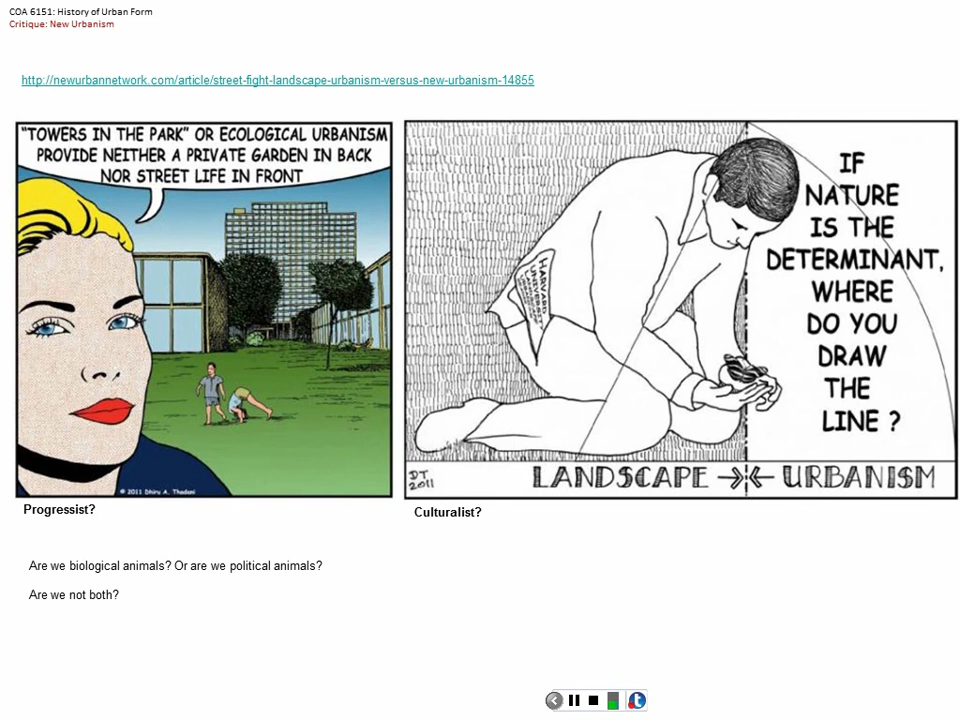 COA 6151: History of Urban Form
Critique: New Urbanism
http://newurbannetwork.com/article/street-fight-landscape-urbanism-versus-new-urbanism-14855
"TOWERS IN THE PARK" OR ECOLOGICAL URBANISM
PROVIDE NEITHER A PRIVATE GARDEN IN BACK
NOR STREET LIFE IN FRONT
© 2011 Dhiru A. Thadani
IF
NATURE
IS THE
DETERMINANT,
WHERE
DO YOU
DRAW
THE
LINE ?
HARVARD
DT
2011
LANDSCAPE URBANISM
Progressist?
Culturalist?
Are we biological animals? Or are we political animals?
Are we not both?